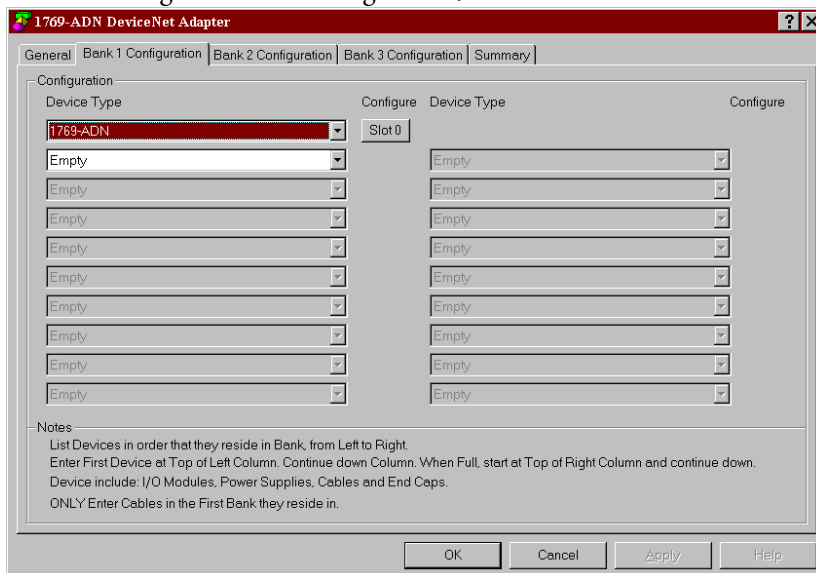 1769-ADN DeviceNet Adapter
General Bank 1 Configuration Bank 2 Configuration Bank 3 Configuration Summary
Configuration
Device Type Configure Device Type Configure
1769-ADN Slot 0
Empty Empty
Empty Empty
Empty Empty
Empty Empty
Empty Empty
Empty Empty
Empty Empty
Empty Empty
Empty Empty
Notes
List Devices in order that they reside in Bank, from Left to Right.
Enter First Device at Top of Left Column. Continue down Column. When Full, start at Top of Right Column and continue down.
Device include: I/O Modules, Power Supplies, Cables and End Caps.
ONLY Enter Cables in the First Bank they reside in.
OK Cancel Apply Help